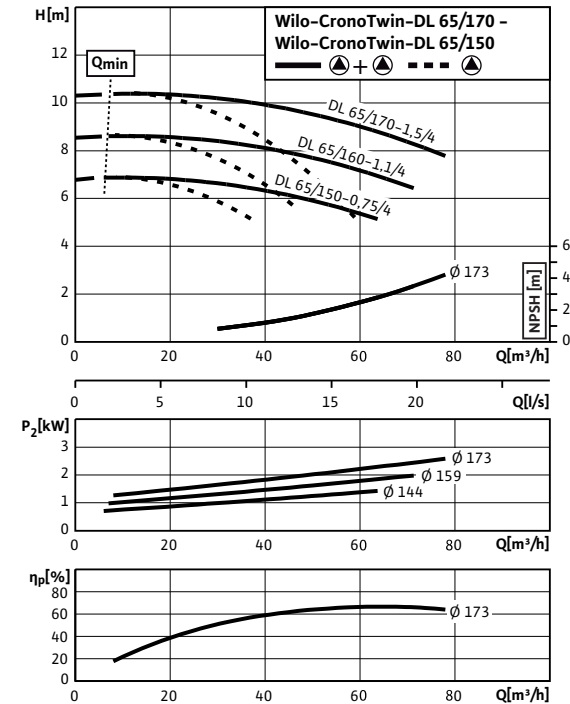 H[m]
Wilo-CronoTwin-DL 65/170 -
Wilo-CronoTwin-DL 65/150
+
Qmin
12
10
8
6
4
2
0
DL 65/170-1,5/4
DL 65/160-1,1/4
DL 65/150-0,75/4
Ø 173
6
4
2
0
NPSH [m]
0 20 40 60 80 Q[m³/h]
0 5 10 15 20 Q[l/s]
P2[kW]
3
2
1
0
Ø 173
Ø 159
Ø 144
0 20 40 60 80 Q[m³/h]
ηp[%]
80
60
40
20
0
Ø 173
0 20 40 60 80 Q[m³/h]